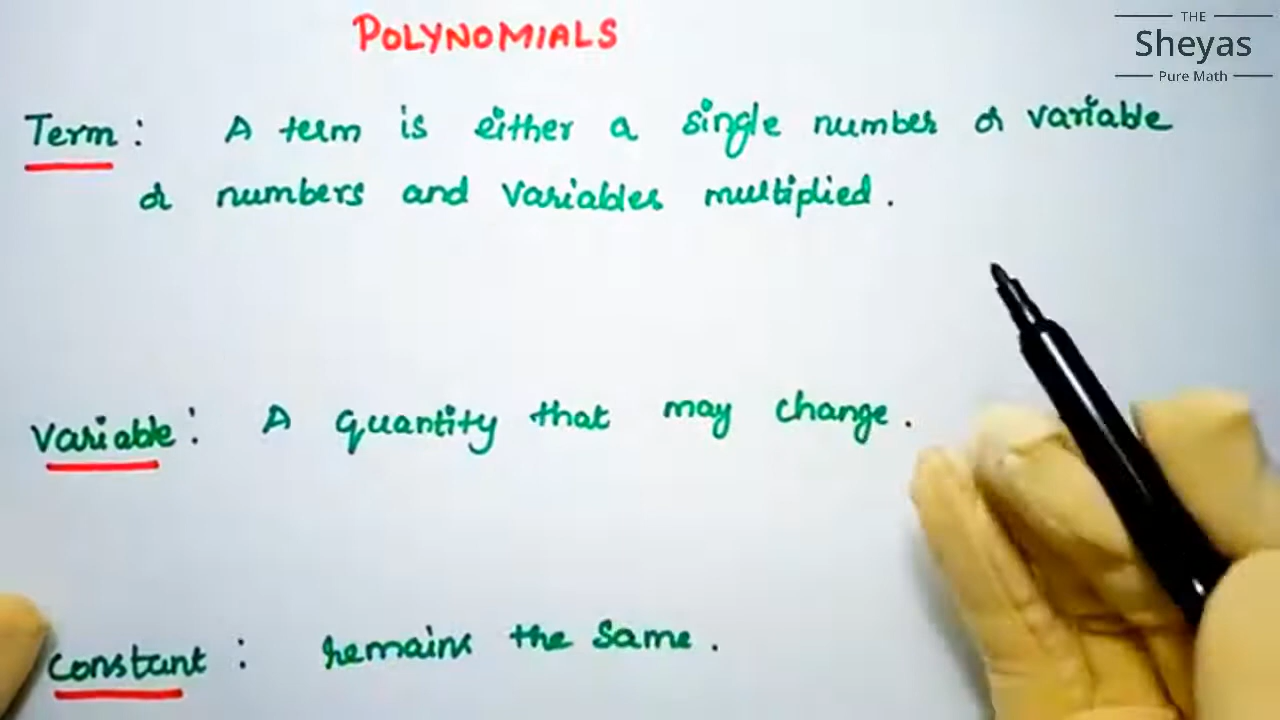 POLYNOMIALS
THE
Sheyas
Pure Math
Term : A term is either a single number or variable
or numbers and variables multiplied .
Variable : A quantity that may change .
Constant : remains the same .